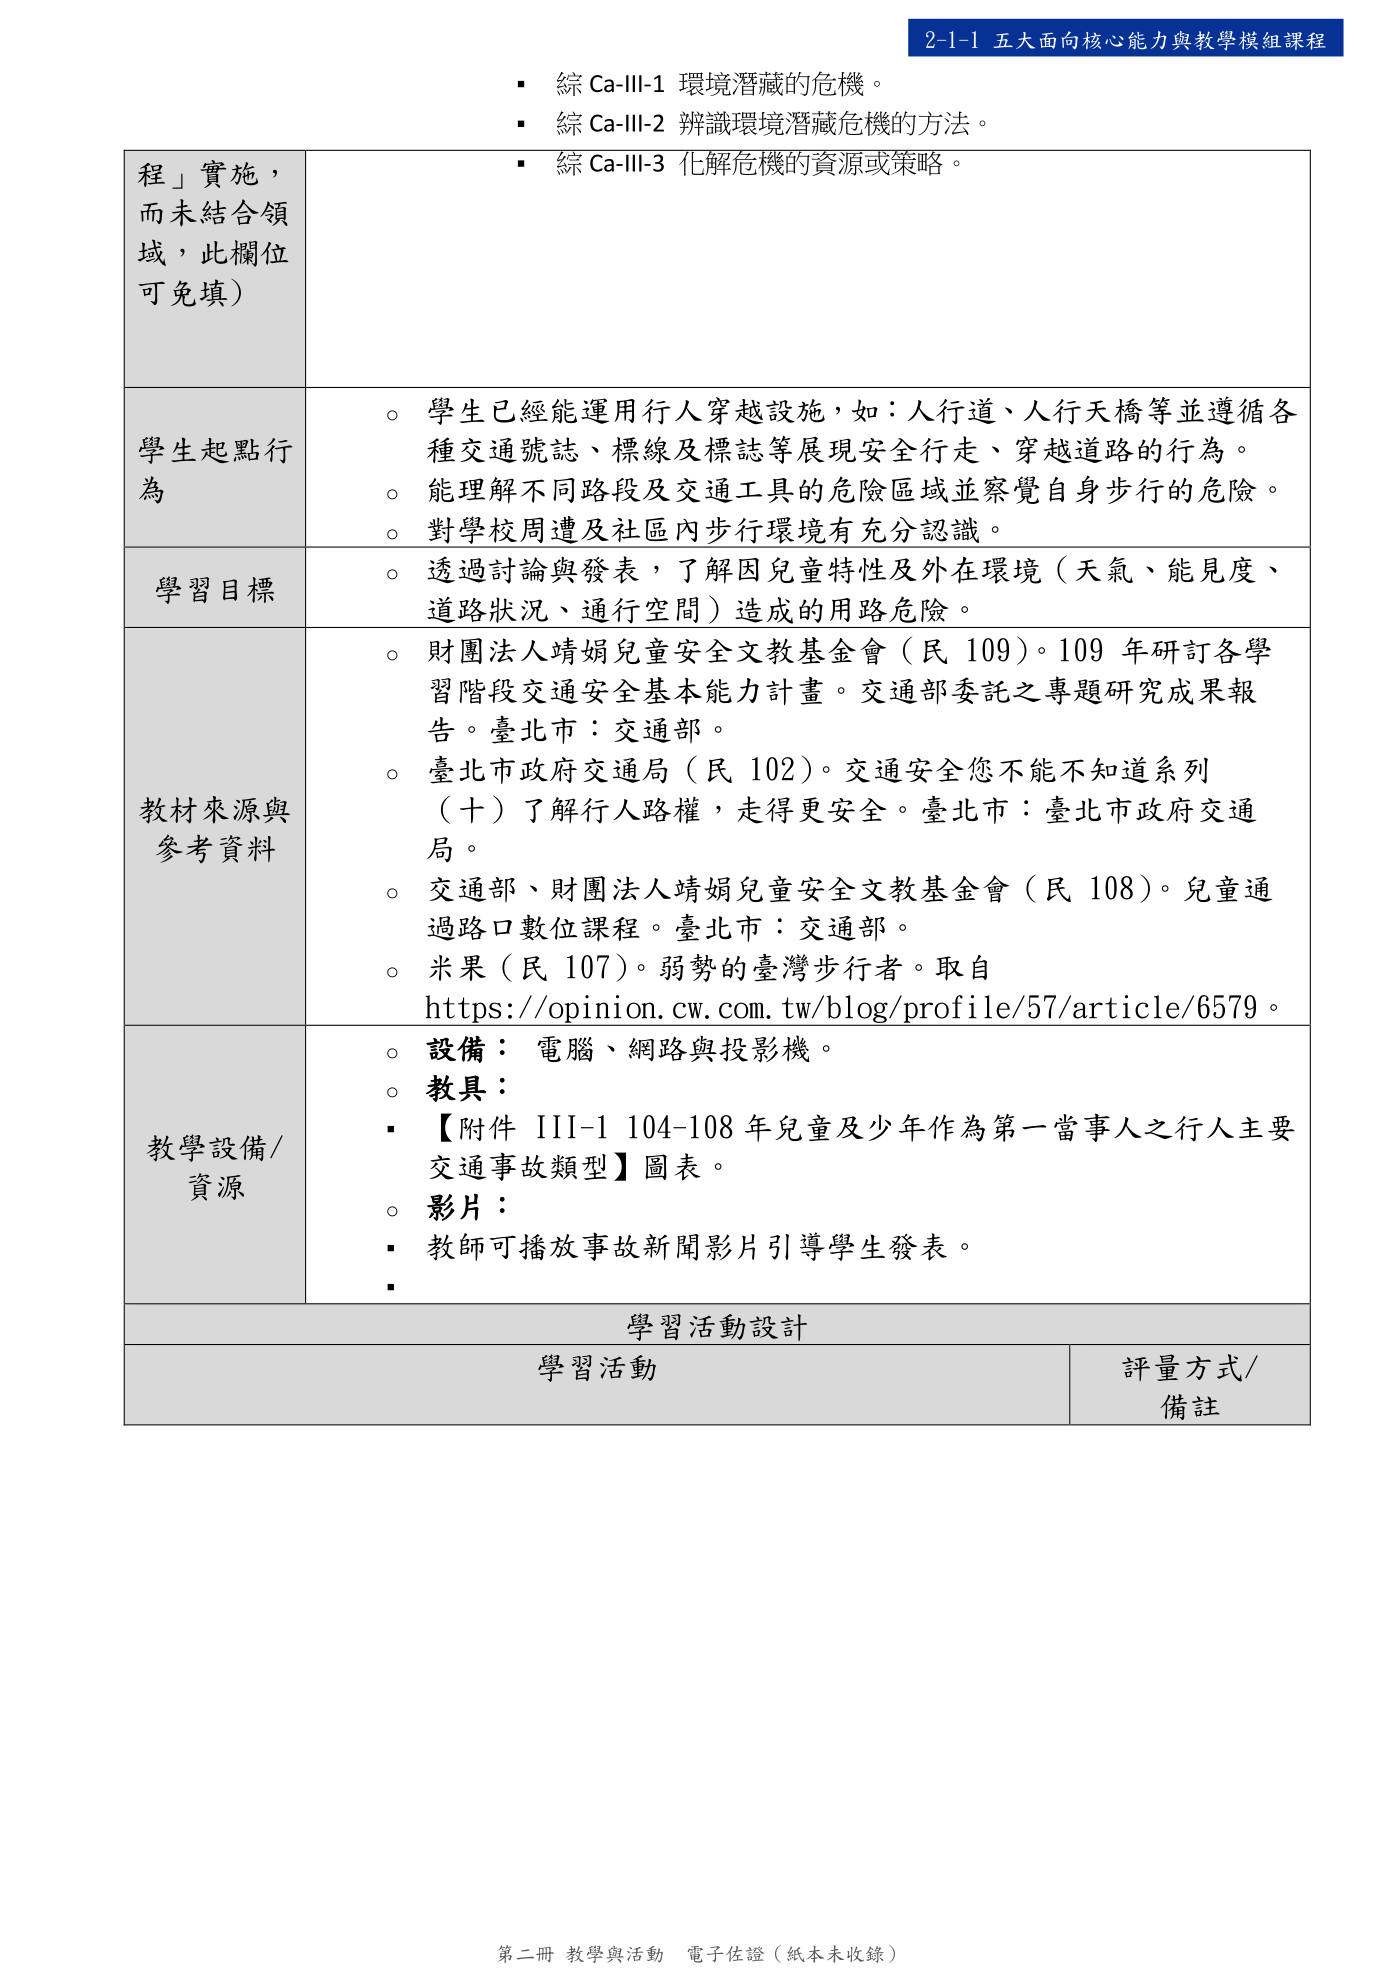 2-1-1 五大面向核心能力與教學模組課程
▪ 綜 Ca-III-1 環境潛藏的危機。
▪ 綜 Ca-III-2 辨識環境潛藏危機的方法。
▪ 綜 Ca-III-3 化解危機的資源或策略。
程」實施，
而未結合領
域，此欄位
可免填）
學生起點行
為
○ 學生已經能運用行人穿越設施，如：人行道、人行天橋等並遵循各
種交通號誌、標線及標誌等展現安全行走、穿越道路的行為。
○ 能理解不同路段及交通工具的危險區域並察覺自身步行的危險。
○ 對學校周遭及社區內步行環境有充分認識。
學習目標
○ 透過討論與發表，了解因兒童特性及外在環境（天氣、能見度、
道路狀況、通行空間）造成的用路危險。
教材來源與
參考資料
○ 財團法人靖娟兒童安全文教基金會（民 109）。109 年研訂各學
習階段交通安全基本能力計畫。交通部委託之專題研究成果報
告。臺北市：交通部。
○ 臺北市政府交通局（民 102）。交通安全您不能不知道系列
（十）了解行人路權，走得更安全。臺北市：臺北市政府交通
局。
○ 交通部、財團法人靖娟兒童安全文教基金會（民 108）。兒童通
過路口數位課程。臺北市：交通部。
○ 米果（民 107）。弱勢的臺灣步行者。取自
https://opinion.cw.com.tw/blog/profile/57/article/6579。
教學設備/
資源
○ 設備： 電腦、網路與投影機。
○ 教具：
▪ 【附件 III-1 104-108 年兒童及少年作為第一當事人之行人主要
交通事故類型】圖表。
○ 影片：
▪ 教師可播放事故新聞影片引導學生發表。
▪
學習活動設計
學習活動
評量方式/
備註
第二冊 教學與活動 電子佐證（紙本未收錄）